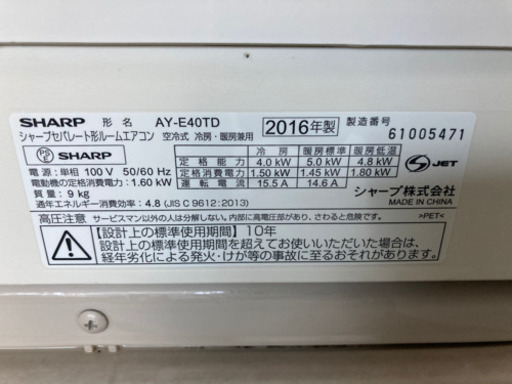 SHARP 形名 AY-E40TD 2016年製 製造番号
シャープセパレート形ルームエアコン 空冷式 冷房・暖房兼用 61005471
PS E SHARP
冷房 暖房標準 暖房低温
定格能力 4.0 kW 5.0 kW 4.8 kW
定格消費電力 1.50 kW 1.45 kW 1.80 kW
運転電流 15.5 A 14.6 A
JET
電源：単相 100 V 50/60 Hz
電動機の定格消費電力：1.60 kW
質量：9 kg
シャープ株式会社
MADE IN CHINA
通年エネルギー消費効率：4.8 (JIS C 9612:2013)
高圧注意 サービスマン以外の人は分解しないでください。内部に高電圧部があり、さわると危険です。 >PET<
【設計上の標準使用期間】10年
設計上の標準使用期間を超えてお使いいただいた場合は、
経年劣化による発火・けが等の事故に至るおそれがあります。